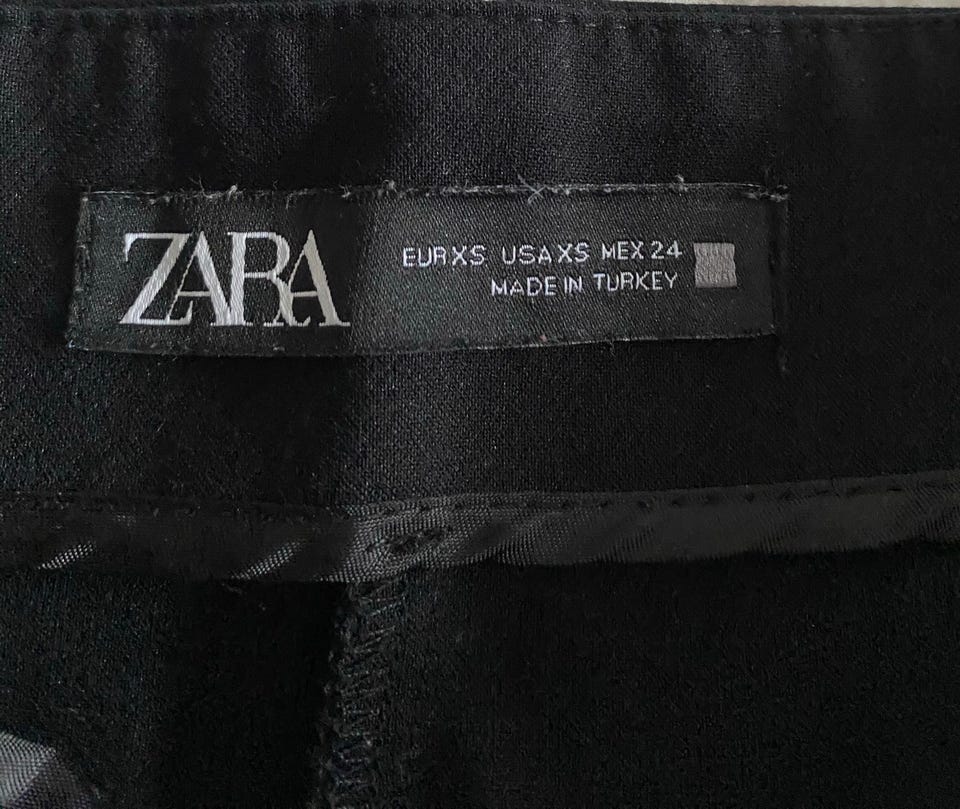 ZARA
EUR XS USA XS MEX 24
MADE IN TURKEY